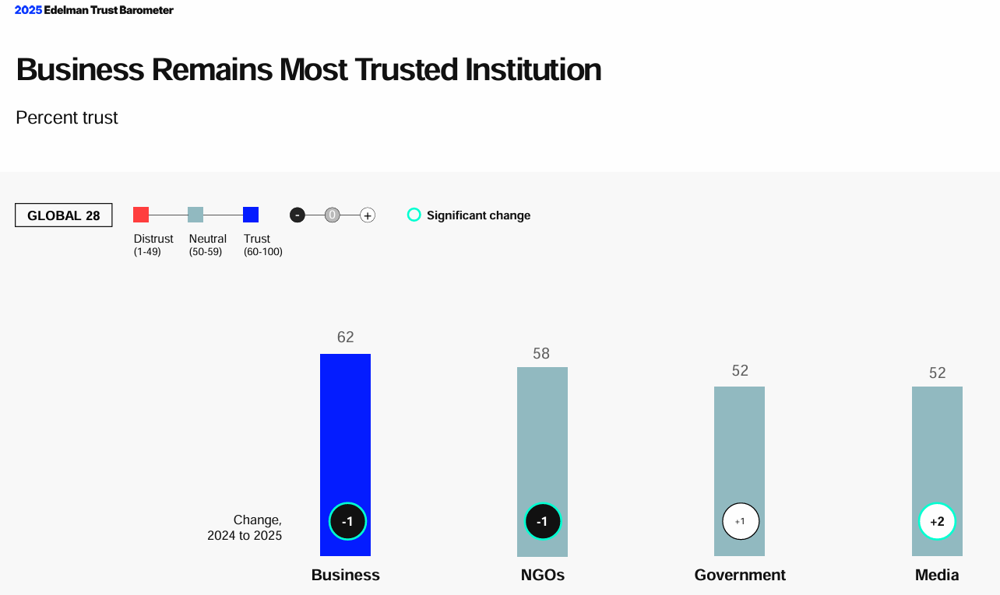 2025 Edelman Trust Barometer
Business Remains Most Trusted Institution
Percent trust
GLOBAL 28
- 0 +
Significant change
Distrust Neutral Trust
(1-49) (50-59) (60-100)
62
58
52
52
Change,
2024 to 2025
-1
-1
+1
+2
Business
NGOs
Government
Media